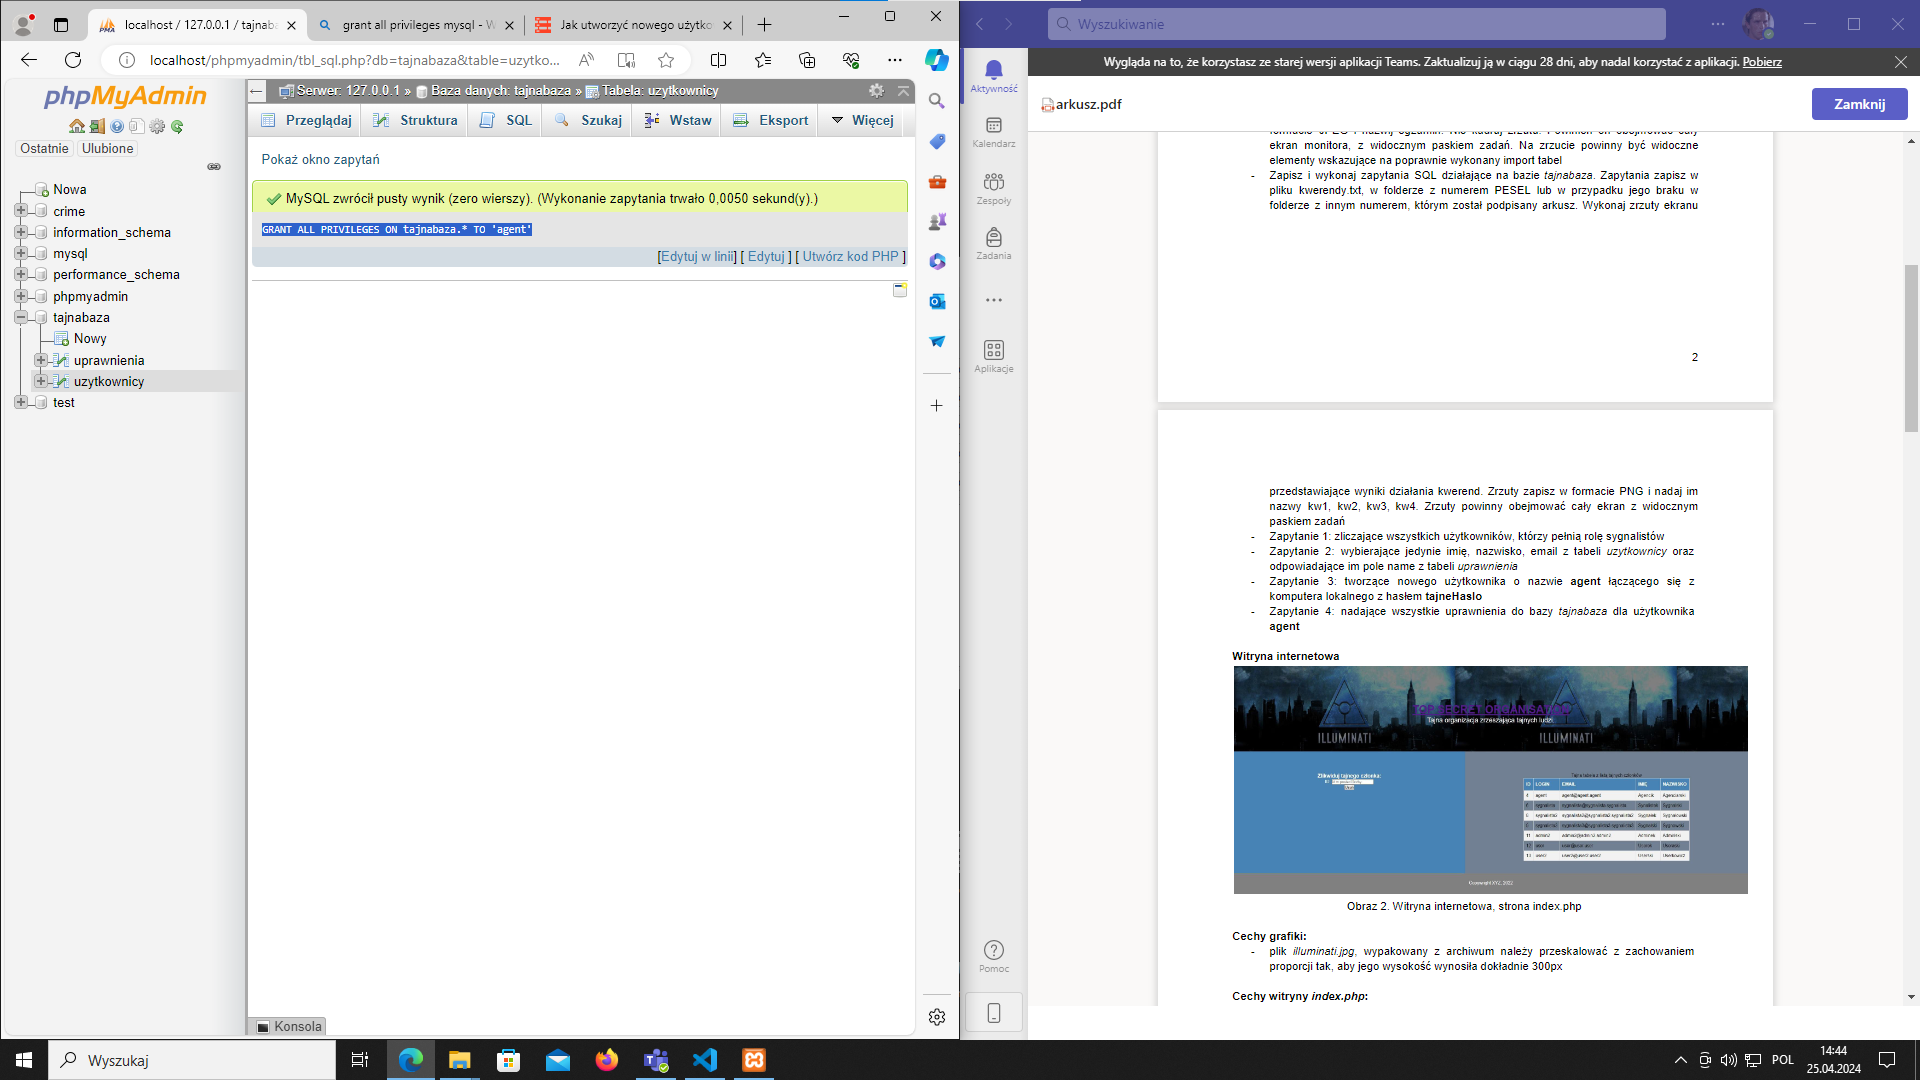 localhost / 127.0.0.1 / tajnaba
grant all privileges mysql - W
Jak utworzyć nowego użytko
localhost/phpmyadmin/tbl_sql.php?db=tajnabaza&table=uzytko...
phpMyAdmin
Ostatnie
Ulubione
Nowa
crime
information_schema
mysql
performance_schema
phpmyadmin
tajnabaza
Nowy
uprawnienia
uzytkownicy
test
Serwer: 127.0.0.1 » Baza danych: tajnabaza » Tabela: uzytkownicy
Przeglądaj
Struktura
SQL
Szukaj
Wstaw
Eksport
Więcej
Pokaż okno zapytań
MySQL zwrócił pusty wynik (zero wierszy). (Wykonanie zapytania trwało 0,0050 sekund(y).)
GRANT ALL PRIVILEGES ON tajnabaza.* TO 'agent'
[Edytuj w linii] [ Edytuj ] [ Utwórz kod PHP ]
Konsola
Wyszukiwanie
Wygląda na to, że korzystasz ze starej wersji aplikacji Teams. Zaktualizuj ją w ciągu 28 dni, aby nadal korzystać z aplikacji. Pobierz
Aktywność
Kalendarz
Zespoły
Zadania
Aplikacje
Pomoc
arkusz.pdf
Zamknij
ekran monitora, z widocznym paskiem zadań. Na zrzucie powinny być widoczne
elementy wskazujące na poprawnie wykonany import tabel
- Zapisz i wykonaj zapytania SQL działające na bazie tajnabaza. Zapytania zapisz w
pliku kwerendy.txt, w folderze z numerem PESEL lub w przypadku jego braku w
folderze z innym numerem, którym został podpisany arkusz. Wykonaj zrzuty ekranu
2
przedstawiające wyniki działania kwerend. Zrzuty zapisz w formacie PNG i nadaj im
nazwy kw1, kw2, kw3, kw4. Zrzuty powinny obejmować cały ekran z widocznym
paskiem zadań
- Zapytanie 1: zliczające wszystkich użytkowników, którzy pełnią rolę sygnalistów
- Zapytanie 2: wybierające jedynie imię, nazwisko, email z tabeli uzytkownicy oraz
odpowiadające im pole name z tabeli uprawnienia
- Zapytanie 3: tworzące nowego użytkownika o nazwie agent łączącego się z
komputera lokalnego z hasłem tajneHaslo
- Zapytanie 4: nadające wszystkie uprawnienia do bazy tajnabaza dla użytkownika
agent
Witryna internetowa
TOP SECRET ORGANISATION
Tajna organizacja zrzeszająca tajnych ludzi
ILLUMINATI
ILLUMINATI
Zlikwiduj tajnego członka:
ID LOGIN EMAIL IMIĘ NAZWISKO
Obraz 2. Witryna internetowa, strona index.php
Cechy grafiki:
- plik illuminati.jpg, wypakowany z archiwum należy przeskalować z zachowaniem
proporcji tak, aby jego wysokość wynosiła dokładnie 300px
Cechy witryny index.php:
Wyszukaj
POL
14:44
25.04.2024